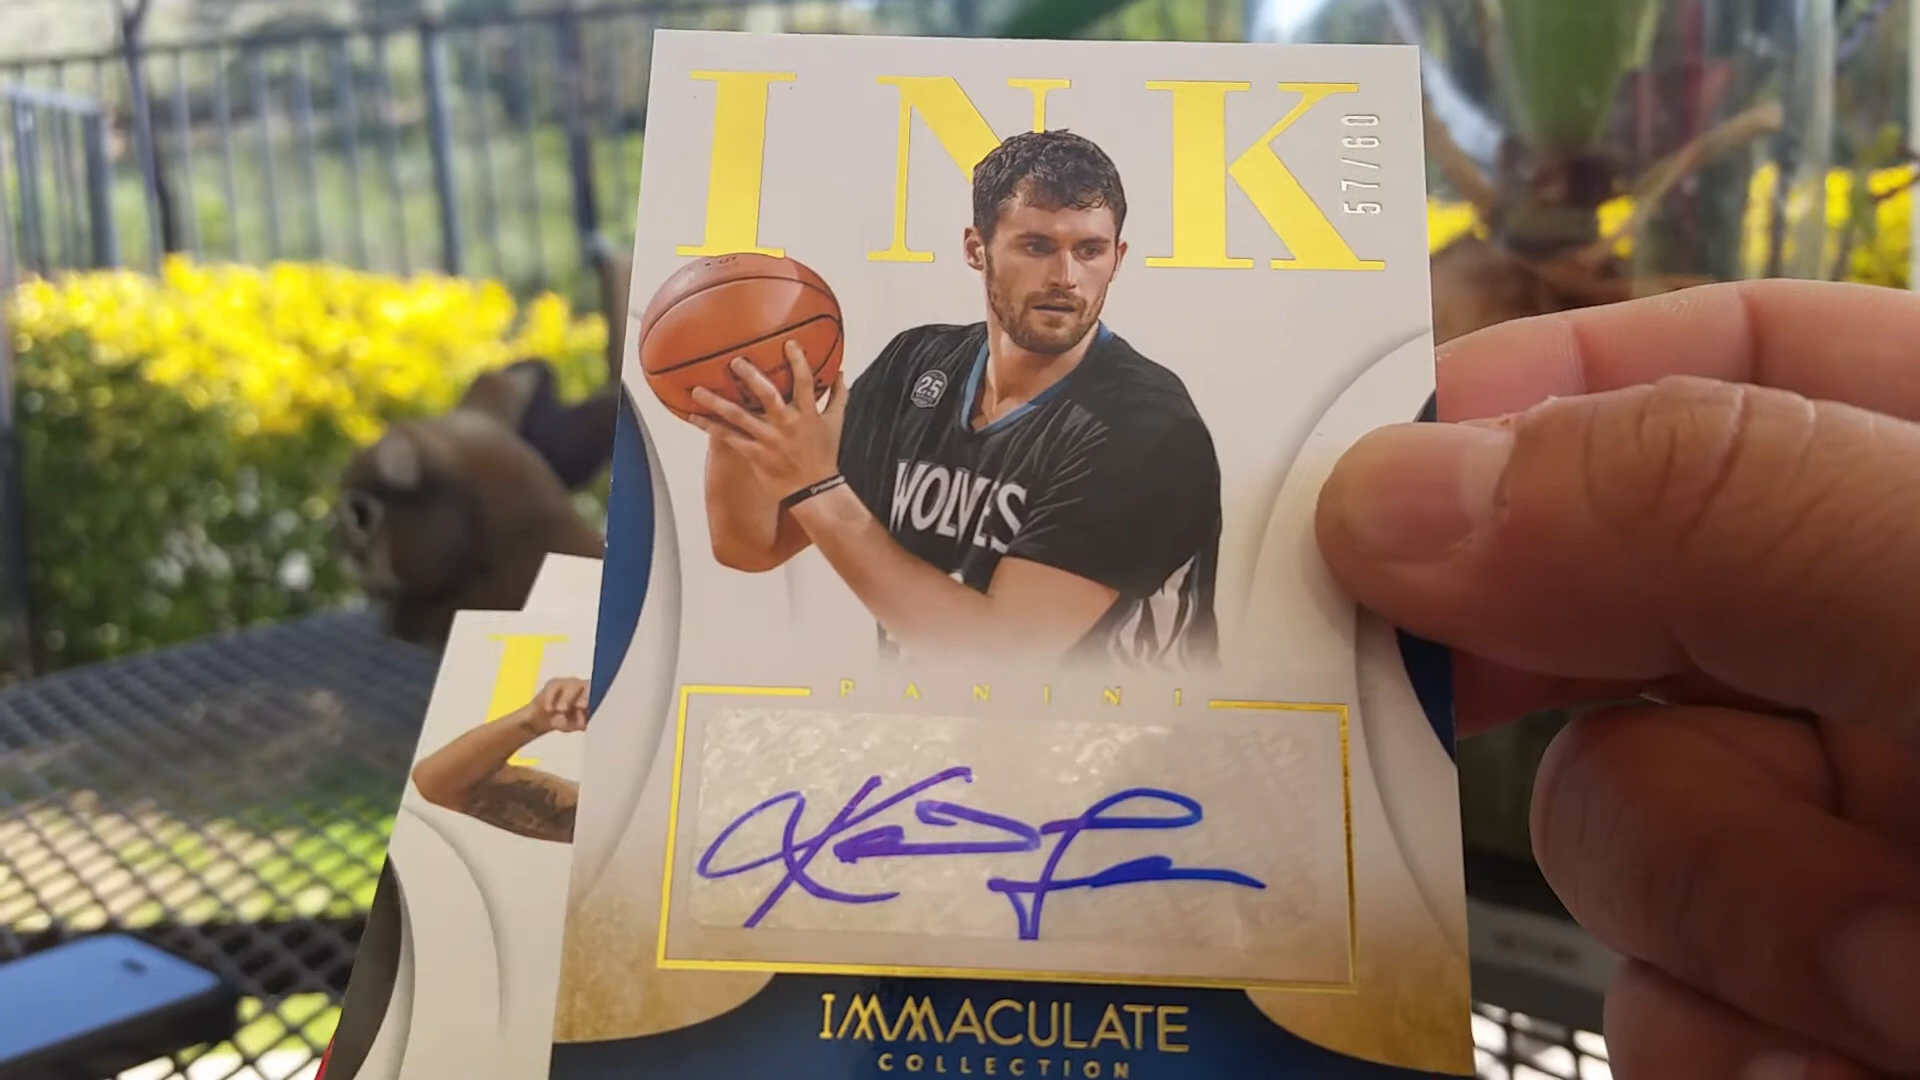 INK
57/60
25
WOLVES
PANINI
IMMACULATE
COLLECTION
I